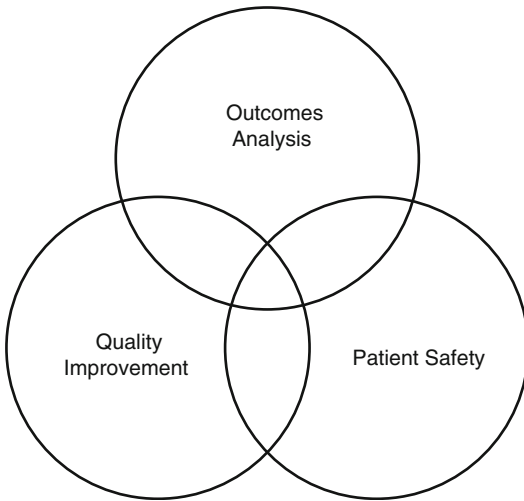 Outcomes
Analysis
Quality
Improvement
Patient Safety